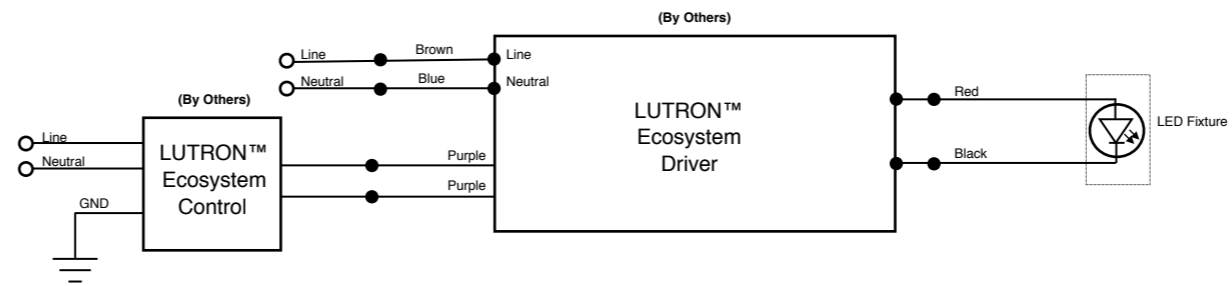 (By Others)
Line
Brown
Line
Neutral
Blue
Neutral
(By Others)
LUTRON™
Ecosystem
Driver
Red
Black
LED Fixture
Line
Neutral
GND
LUTRON™
Ecosystem
Control
Purple
Purple